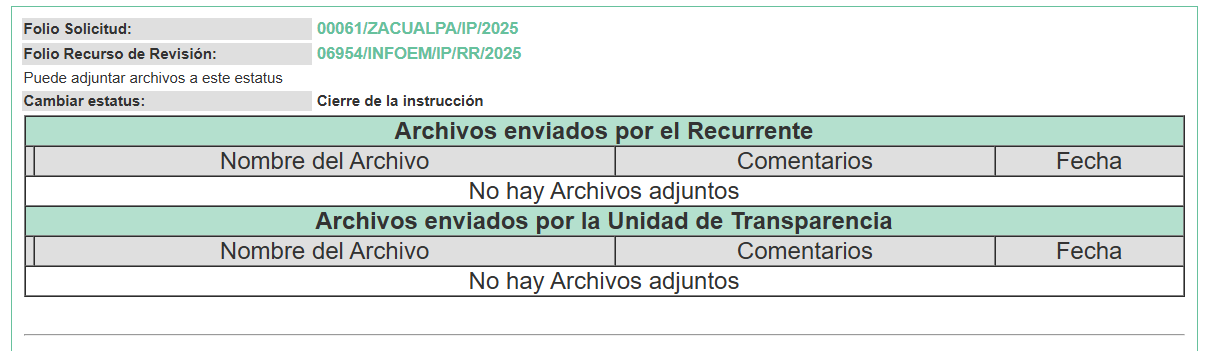 Folio Solicitud: 00061/ZACUALPA/IP/2025
Folio Recurso de Revisión: 06954/INFOEM/IP/RR/2025
Puede adjuntar archivos a este estatus
Cambiar estatus: Cierre de la instrucción
Archivos enviados por el Recurrente
Nombre del Archivo Comentarios Fecha
No hay Archivos adjuntos
Archivos enviados por la Unidad de Transparencia
Nombre del Archivo Comentarios Fecha
No hay Archivos adjuntos